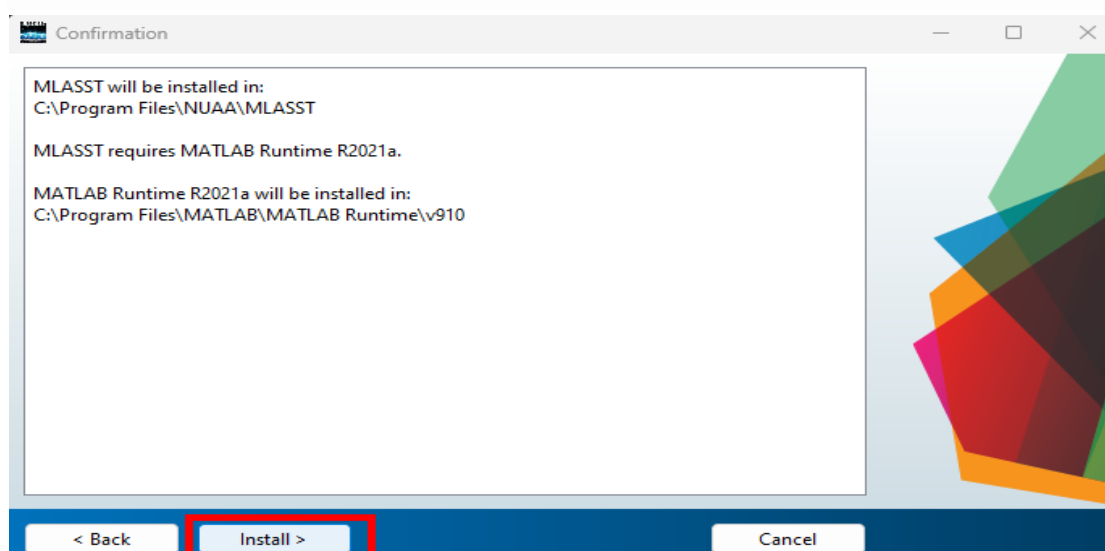 Confirmation
MLASST will be installed in:
C:\Program Files\NUAA\MLASST
MLASST requires MATLAB Runtime R2021a.
MATLAB Runtime R2021a will be installed in:
C:\Program Files\MATLAB\MATLAB Runtime\v910
< Back
Install >
Cancel